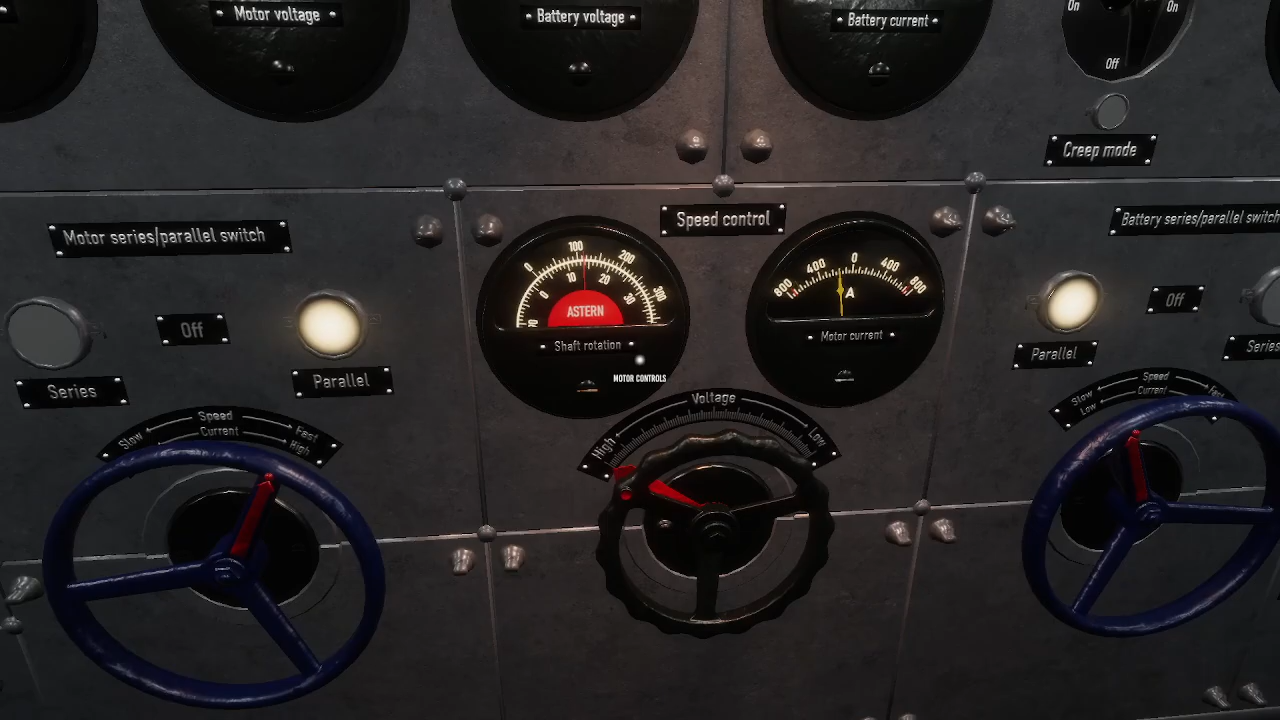 Motor voltage
Battery voltage
Battery current
On
On
Off
Creep mode
Motor series/parallel switch
Speed control
Battery series/parallel switch
0 100 200 300
0 10 20 30
ASTERN
Shaft rotation
MOTOR CONTROLS
800 400 0 400 800
A
Motor current
Off
Series
Parallel
Parallel
Off
Series
Slow Speed Fast
Current High
High Voltage Low
Slow Speed Fast
Low Current